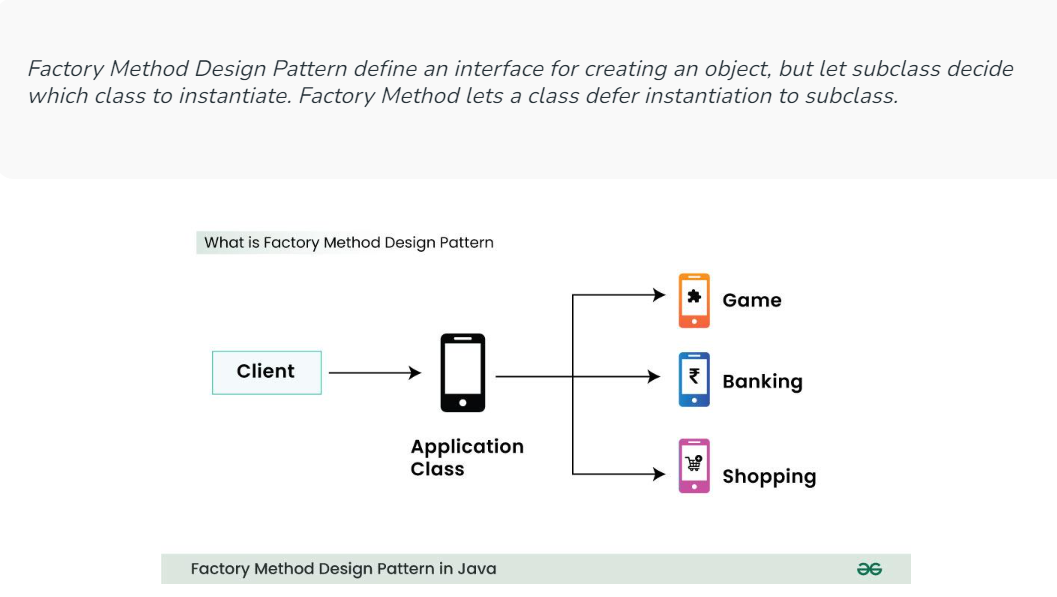 Factory Method Design Pattern define an interface for creating an object, but let subclass decide
which class to instantiate. Factory Method lets a class defer instantiation to subclass.
What is Factory Method Design Pattern
Game
Client
₹
Banking
Application
Class
Shopping
Factory Method Design Pattern in Java